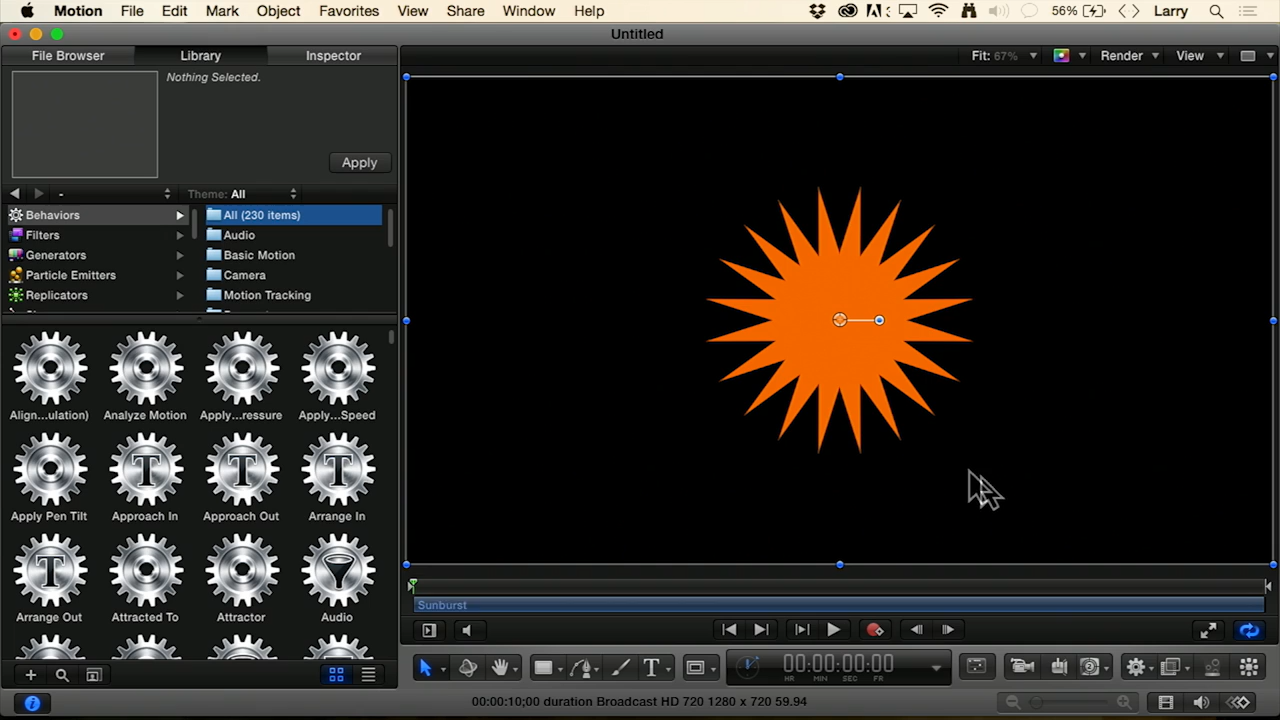 Motion File Edit Mark Object Favorites View Share Window Help 56% Larry
Untitled
File Browser Library Inspector Fit: 67% Render View
Nothing Selected.
Apply
- Theme: All
Behaviors All (230 items)
Filters Audio
Generators Basic Motion
Particle Emitters Camera
Replicators Motion Tracking
Align...ulation) Analyze Motion Apply...ressure Apply...Speed
Apply Pen Tilt Approach In Approach Out Arrange In
Arrange Out Attracted To Attractor Audio
Sunburst
00:00:00:00
HR MIN SEC FR
00:00:10;00 duration Broadcast HD 720 1280 x 720 59.94